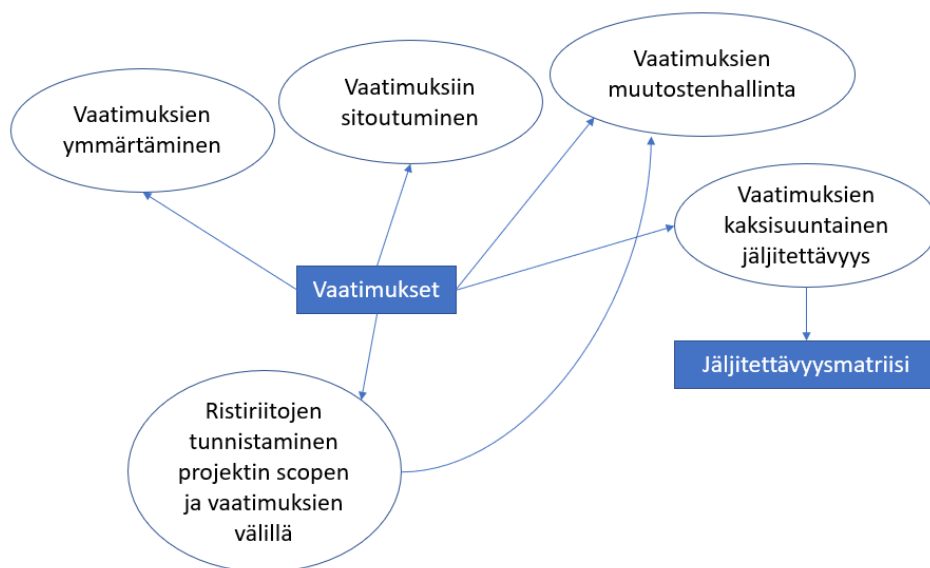 Vaatimuksien
ymmärtäminen
Vaatimuksiin
sitoutuminen
Vaatimuksien
muutostenhallinta
Vaatimuksien
kaksisuuntainen
jäljitettävyys
Vaatimukset
Jäljitettävyysmatriisi
Ristiriitojen
tunnistaminen
projektin scopen
ja vaatimuksien
välillä